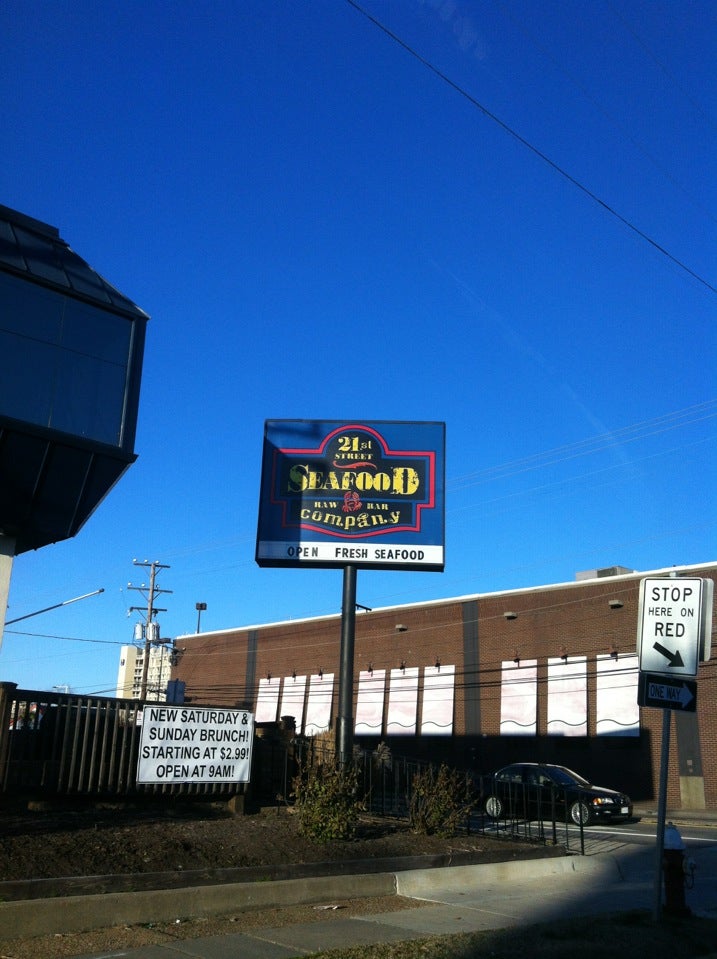 21st
STREET
SEAFOOD
RAW BAR
company
OPEN FRESH SEAFOOD
STOP
HERE ON
RED
ONE WAY
NEW SATURDAY &
SUNDAY BRUNCH!
STARTING AT $2.99!
OPEN AT 9AM!